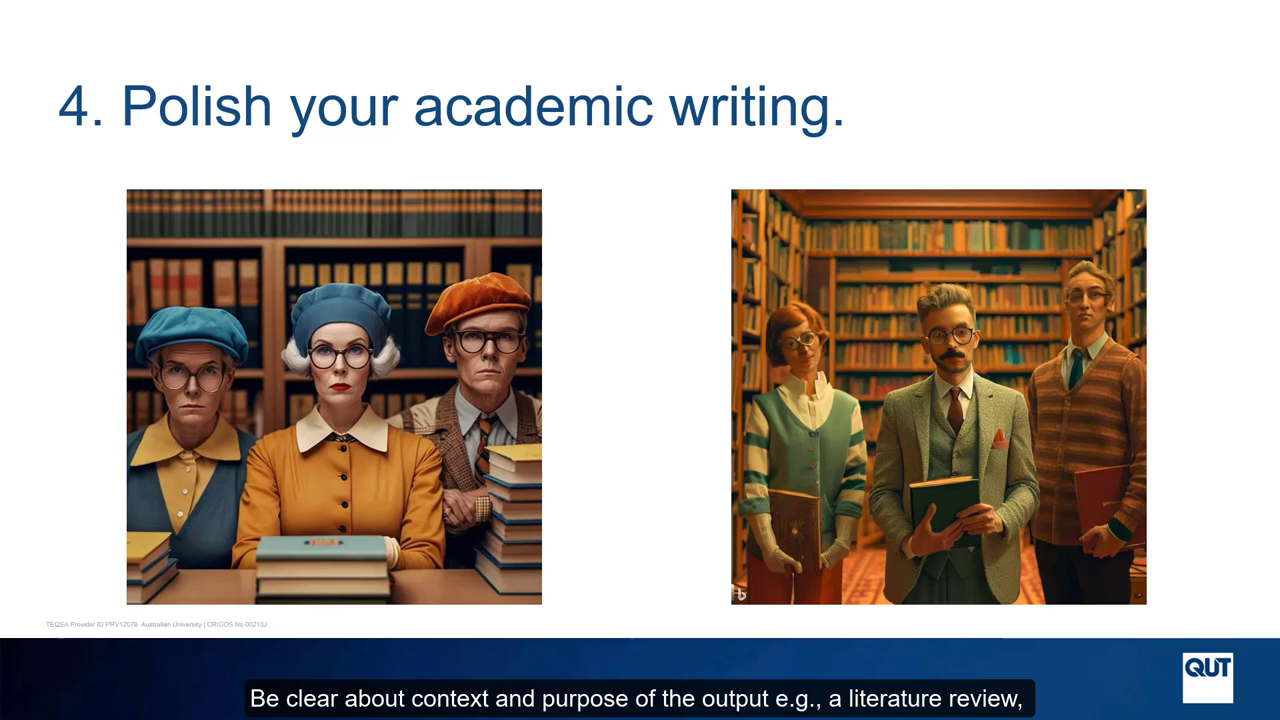 4. Polish your academic writing.
TEQSA Provider ID PRV12079 Australian University | CRICOS No.00213J
QUT
Be clear about context and purpose of the output e.g., a literature review,